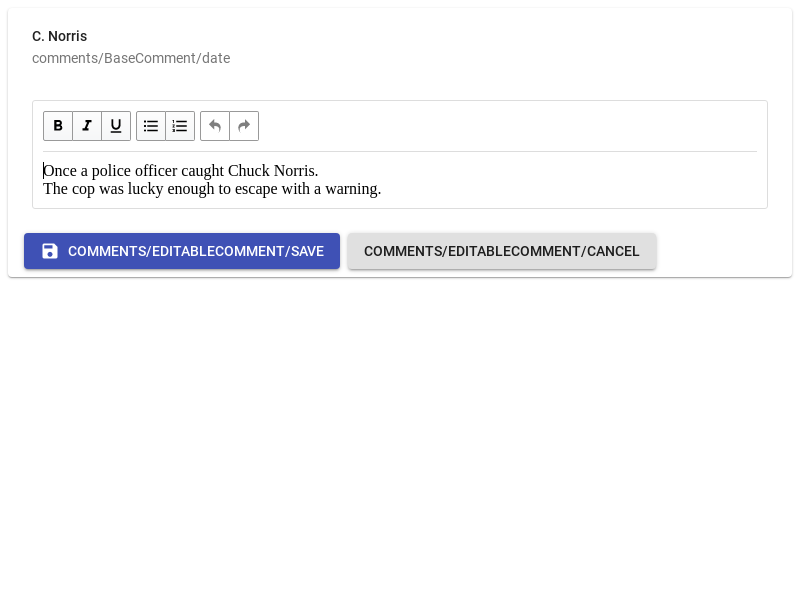 C. Norris
comments/BaseComment/date
B I U
Once a police officer caught Chuck Norris.
The cop was lucky enough to escape with a warning.
COMMENTS/EDITABLECOMMENT/SAVE COMMENTS/EDITABLECOMMENT/CANCEL